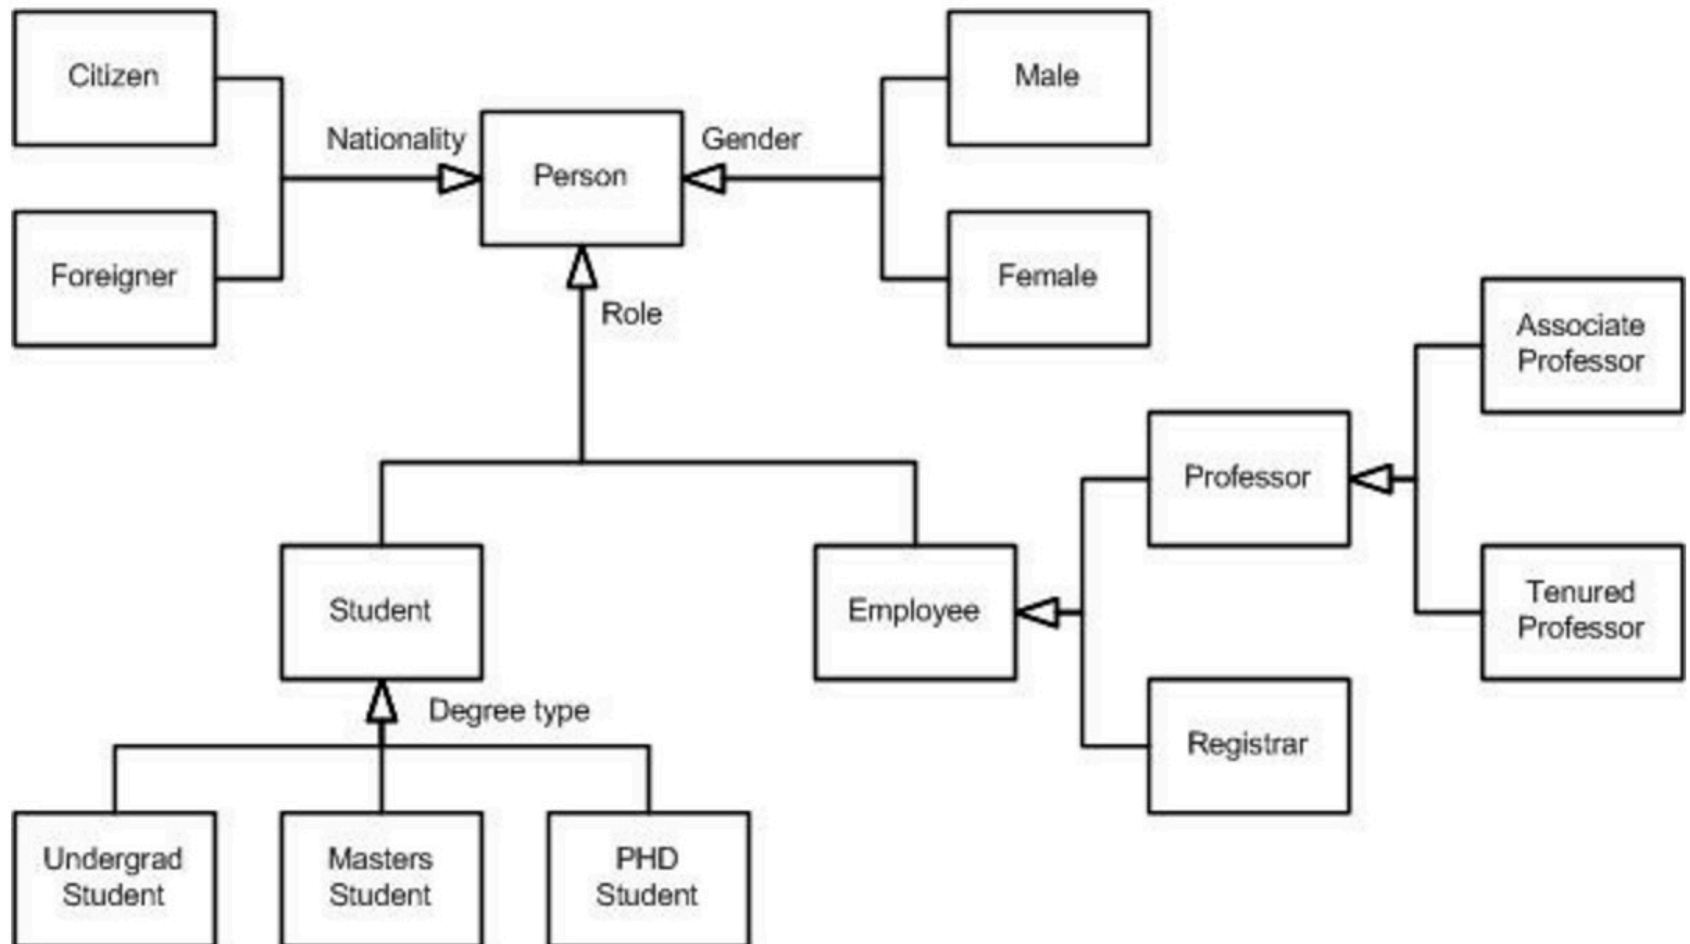 Citizen
Male
Nationality
Person
Gender
Foreigner
Female
Role
Associate
Professor
Professor
Student
Employee
Tenured
Professor
Degree type
Registrar
Undergrad
Student
Masters
Student
PHD
Student